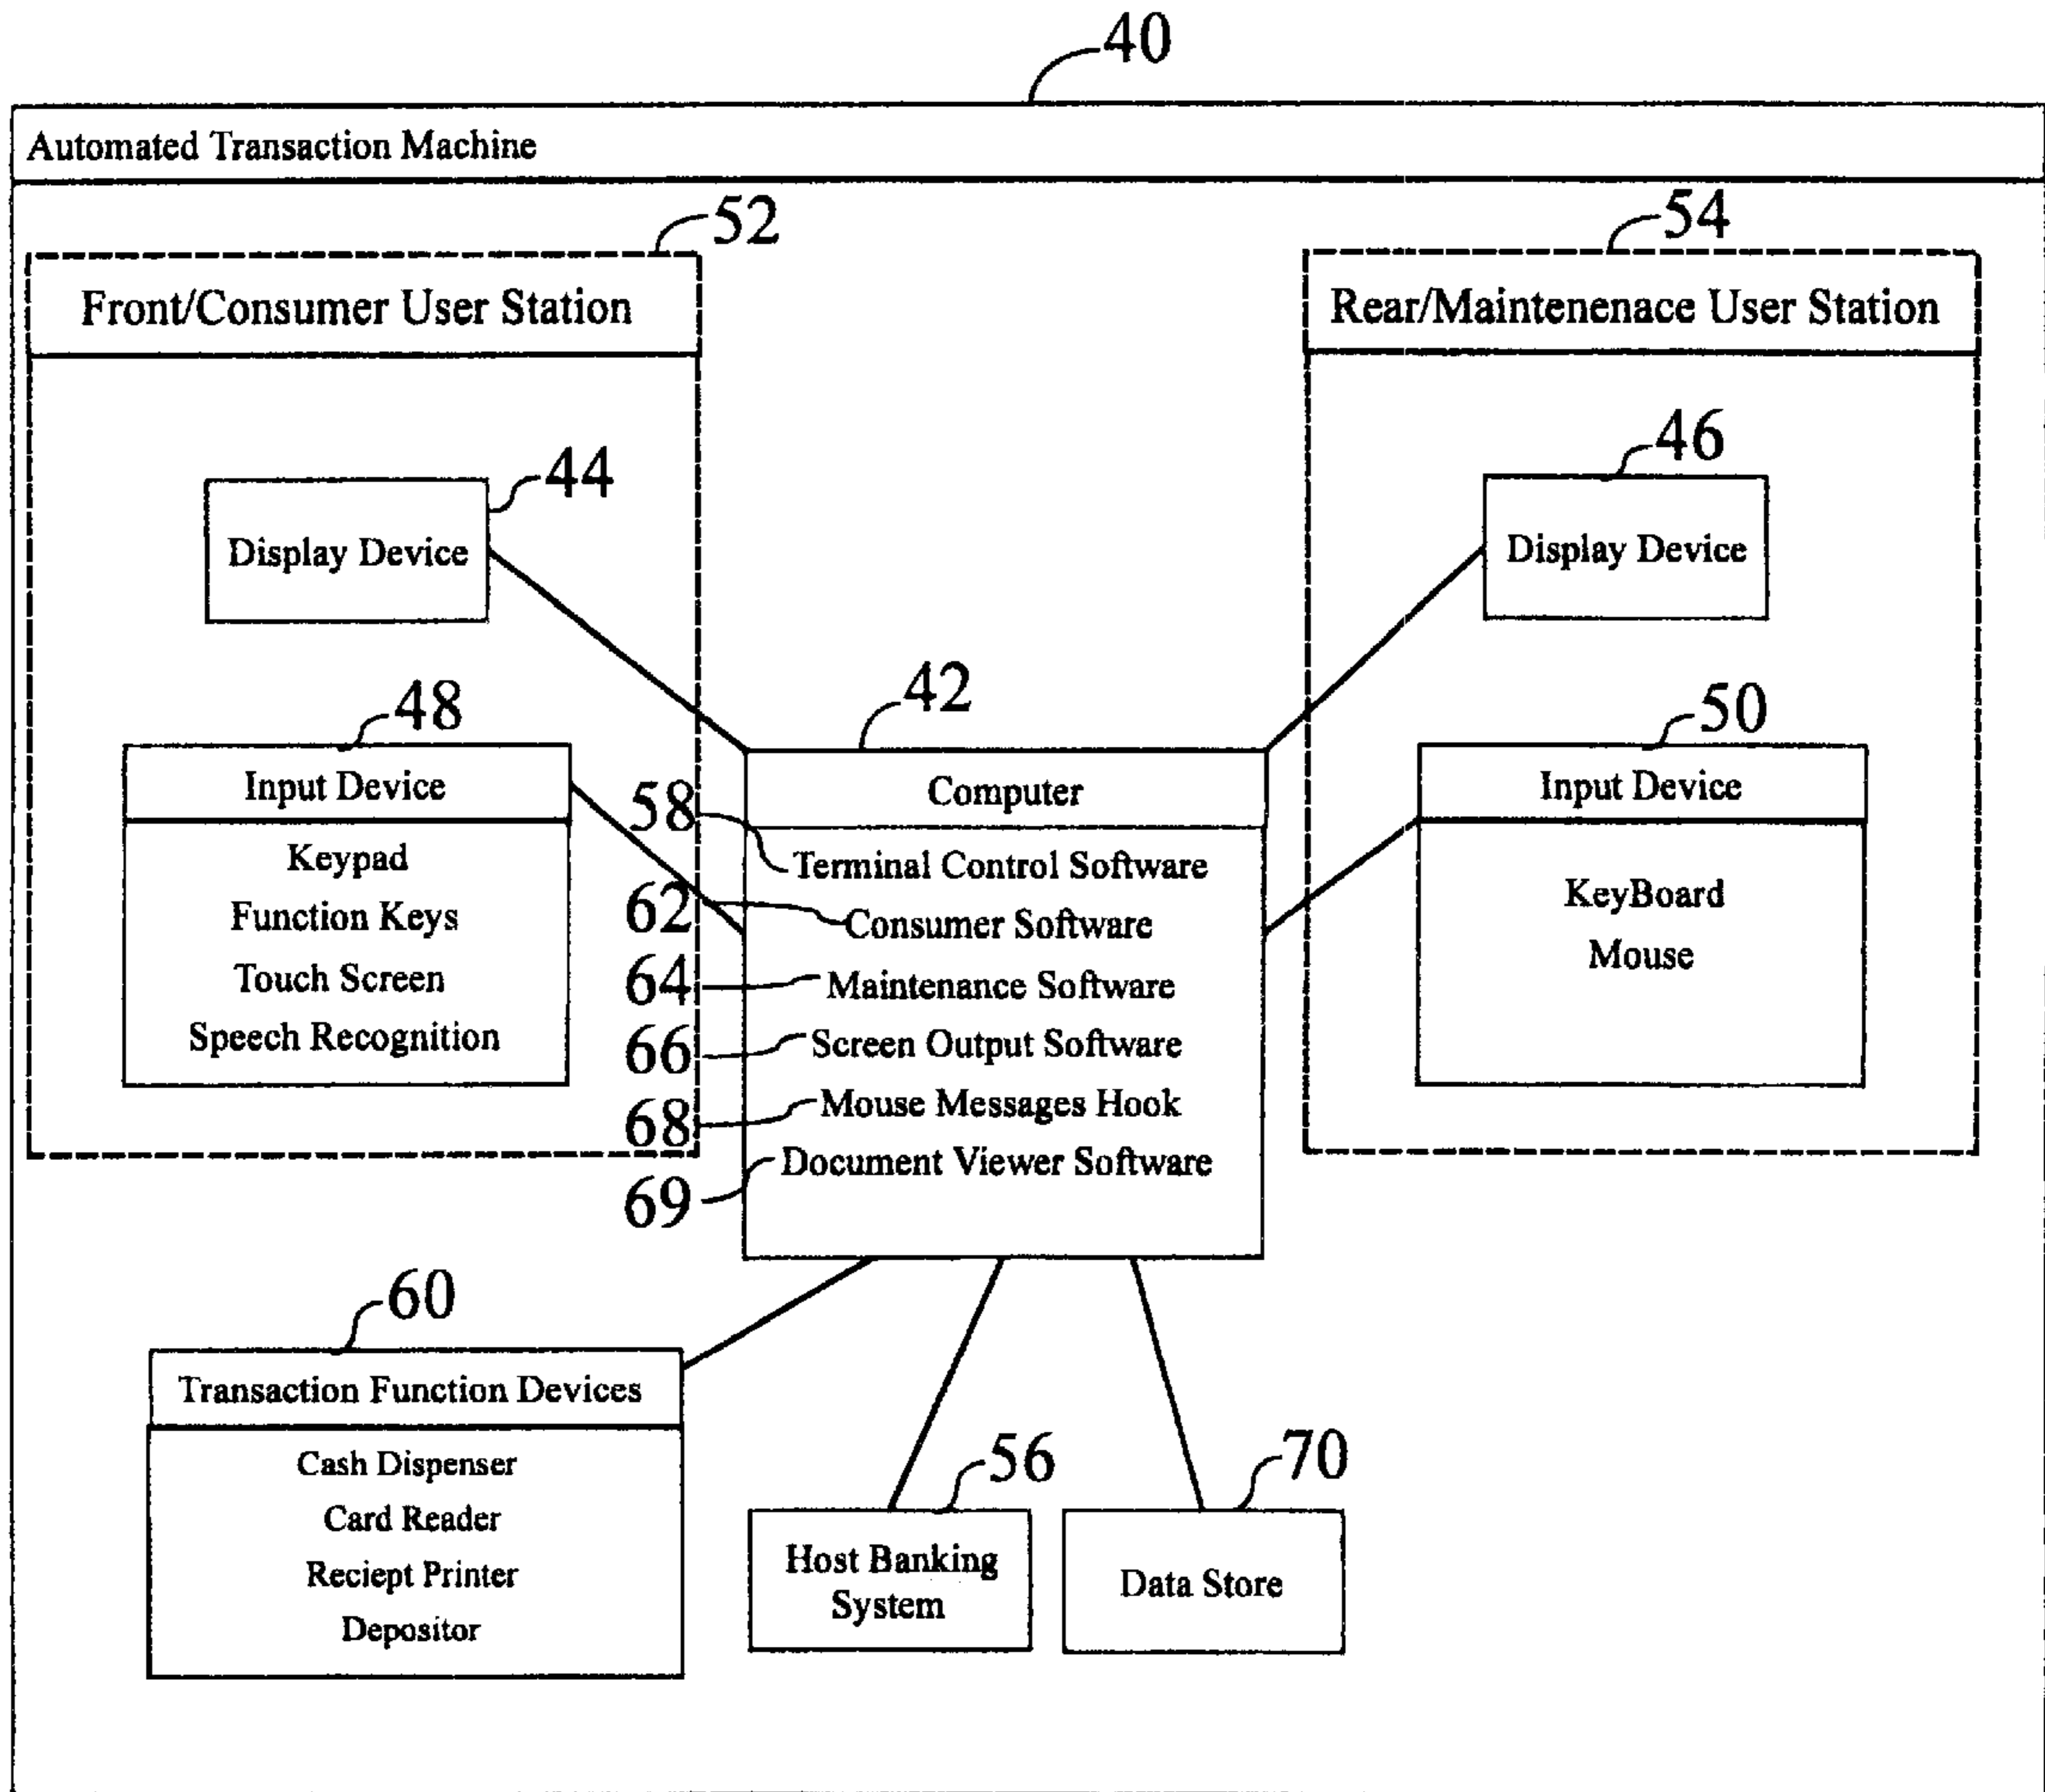 40
Automated Transaction Machine
52
54
Front/Consumer User Station
Rear/Maintenenace User Station
44
46
Display Device
Display Device
48
42
50
Input Device
Computer
Input Device
Keypad
Function Keys
Touch Screen
Speech Recognition
58
Terminal Control Software
62
Consumer Software
64
Maintenance Software
66
Screen Output Software
68
Mouse Messages Hook
69
Document Viewer Software
KeyBoard
Mouse
60
Transaction Function Devices
Cash Dispenser
Card Reader
Reciept Printer
Depositor
56
Host Banking
System
70
Data Store